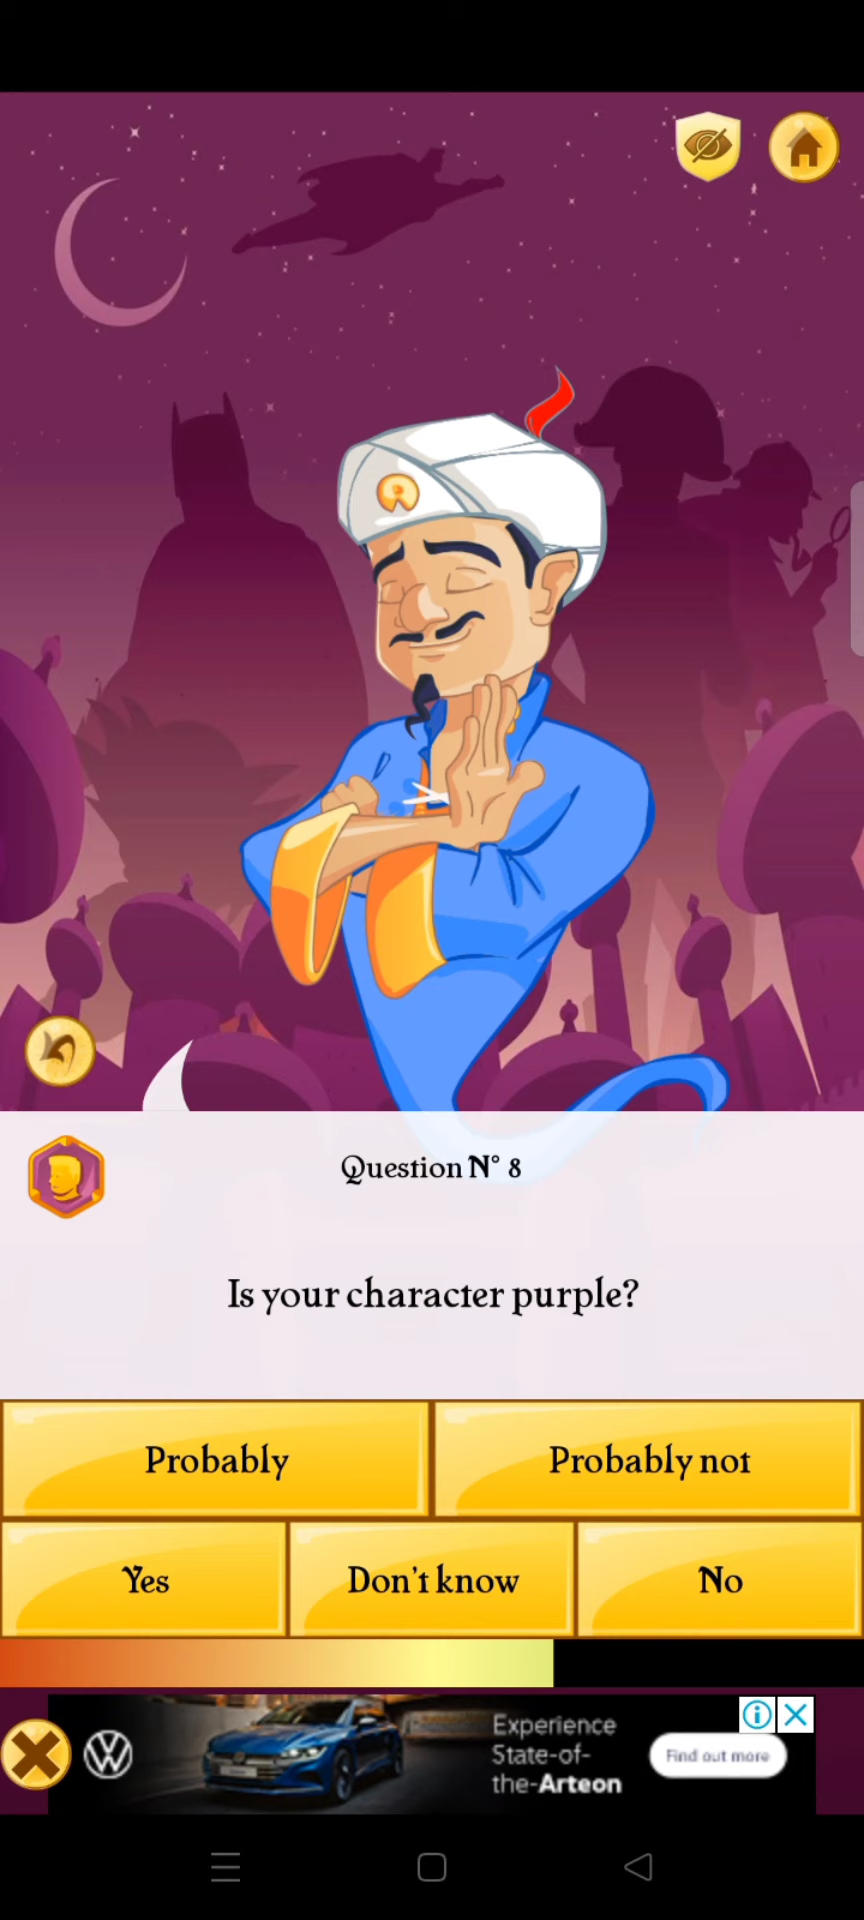 Question N° 8
Is your character purple?
Probably
Probably not
Yes
Don't know
No
Experience
State-of-
the-Arteon
Find out more